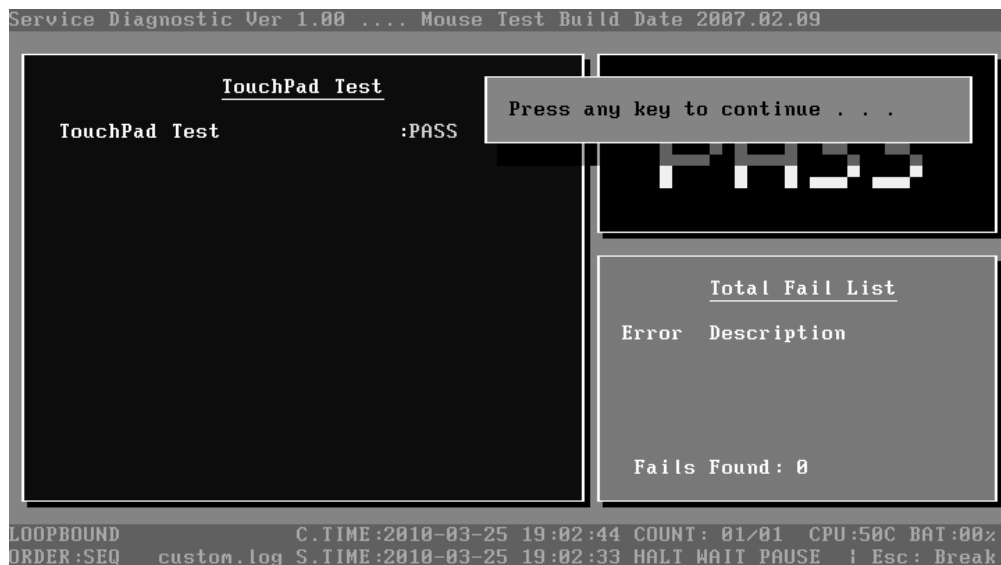 Service Diagnostic Ver 1.00 .... Mouse Test Build Date 2007.02.09
TouchPad Test
TouchPad Test :PASS
Press any key to continue . . .
PASS
Total Fail List
Error Description
Fails Found: 0
LOOPBOUND C.TIME:2010-03-25 19:02:44 COUNT: 01/01 CPU:50C BAT:00%
ORDER:SEQ custom.log S.TIME:2010-03-25 19:02:33 HALT WAIT PAUSE ¦ Esc: Break